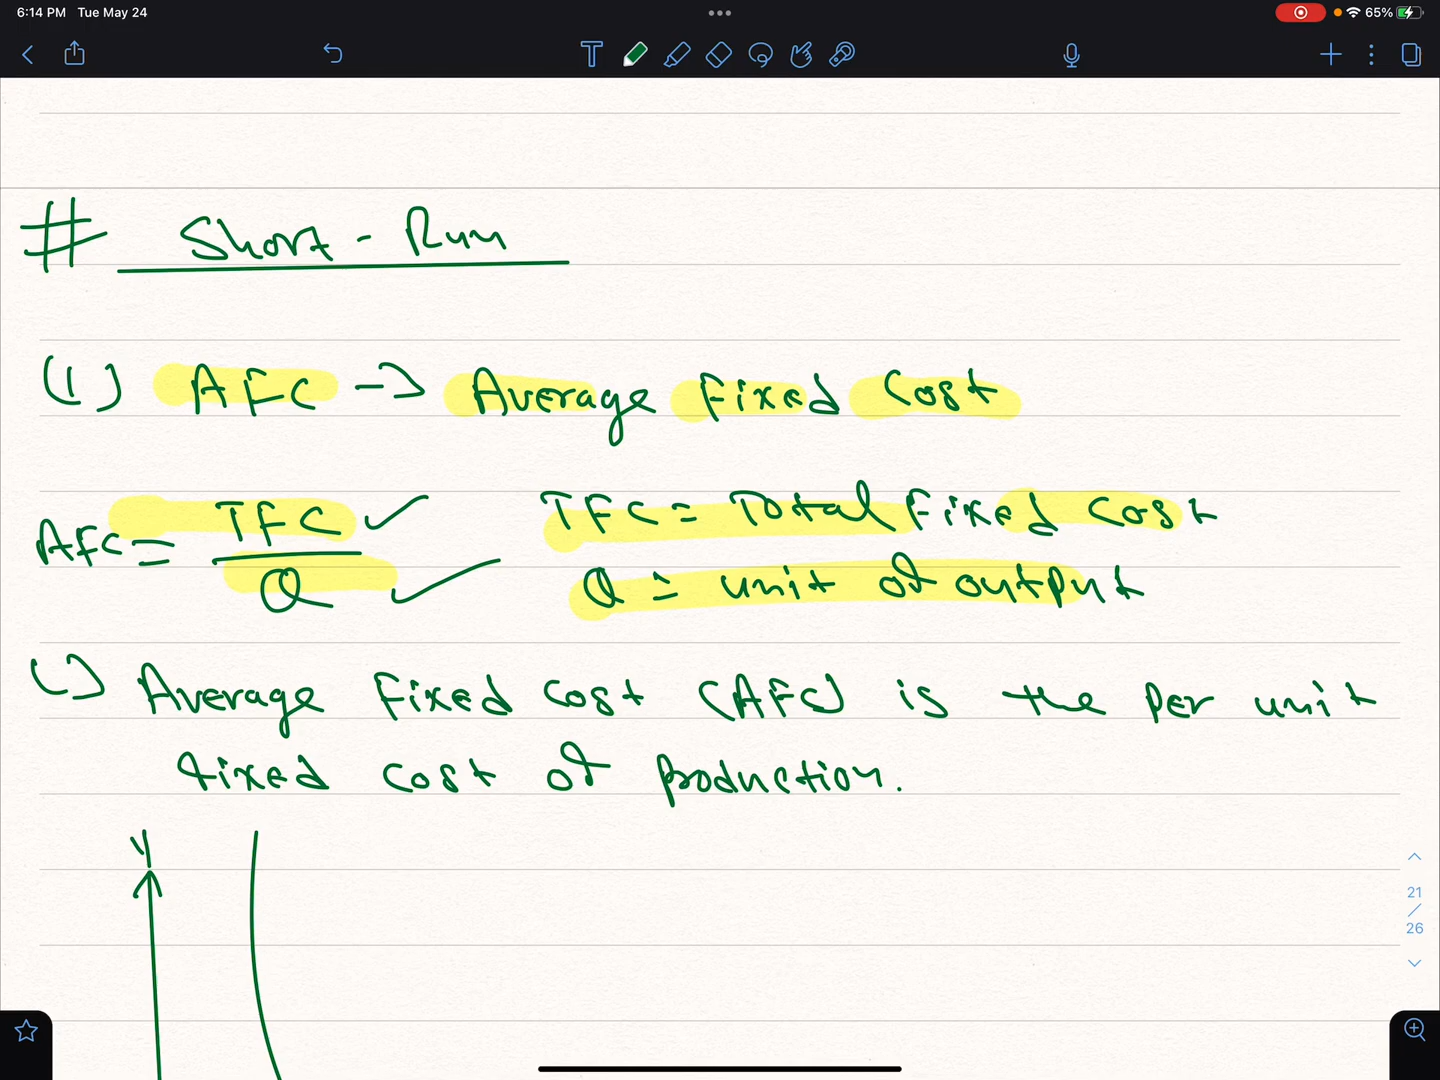 6:14 PM Tue May 24
65%
# Short - Run
(1) AFC -> Average Fixed Cost
AFC = TFC / Q
TFC = Total Fixed Cost
Q = unit of output
Average Fixed Cost (AFC) is the per unit
fixed cost of production.
Y
21
/
26